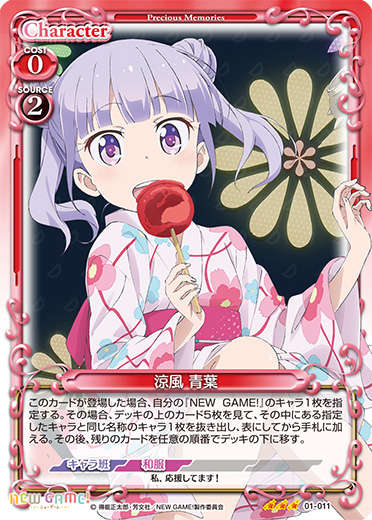 Precious Memories
Character
COST
0
SOURCE
2
涼風 青葉
このカードが登場した場合、自分の『NEW GAME!』のキャラ1枚を指
定する。その場合、デッキの上のカード5枚を見て、その中にある指定
したキャラと同じ名称のキャラ1枚を抜き出し、表にしてから手札に加
える。その後、残りのカードを任意の順番でデッキの下に移す。
キャラ班 和服
私、応援してます!
NEW GAME!
© 得能正太郎・芳文社/NEW GAME!製作委員会
01-011